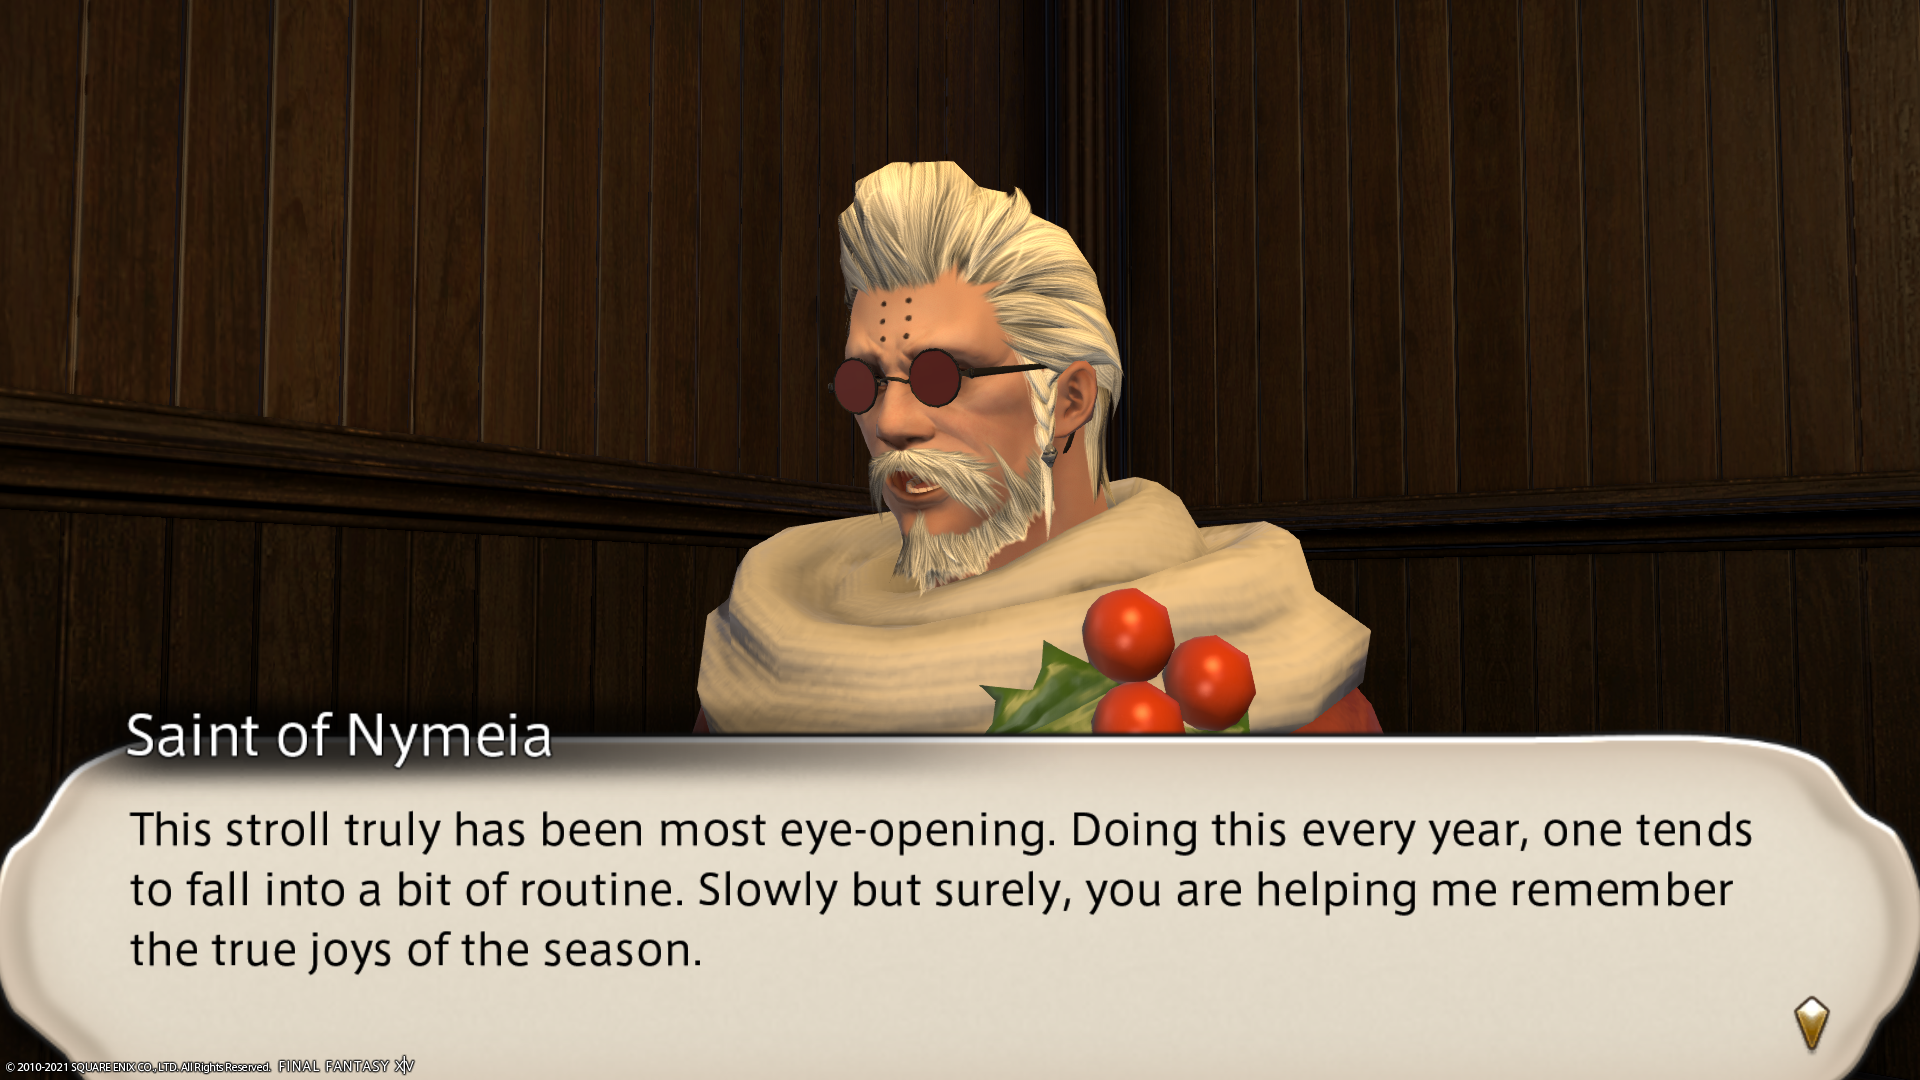 Saint of Nymeia
This stroll truly has been most eye-opening. Doing this every year, one tends
to fall into a bit of routine. Slowly but surely, you are helping me remember
the true joys of the season.
© 2010-2021 SQUARE ENIX CO., LTD. All Rights Reserved. FINAL FANTASY XIV